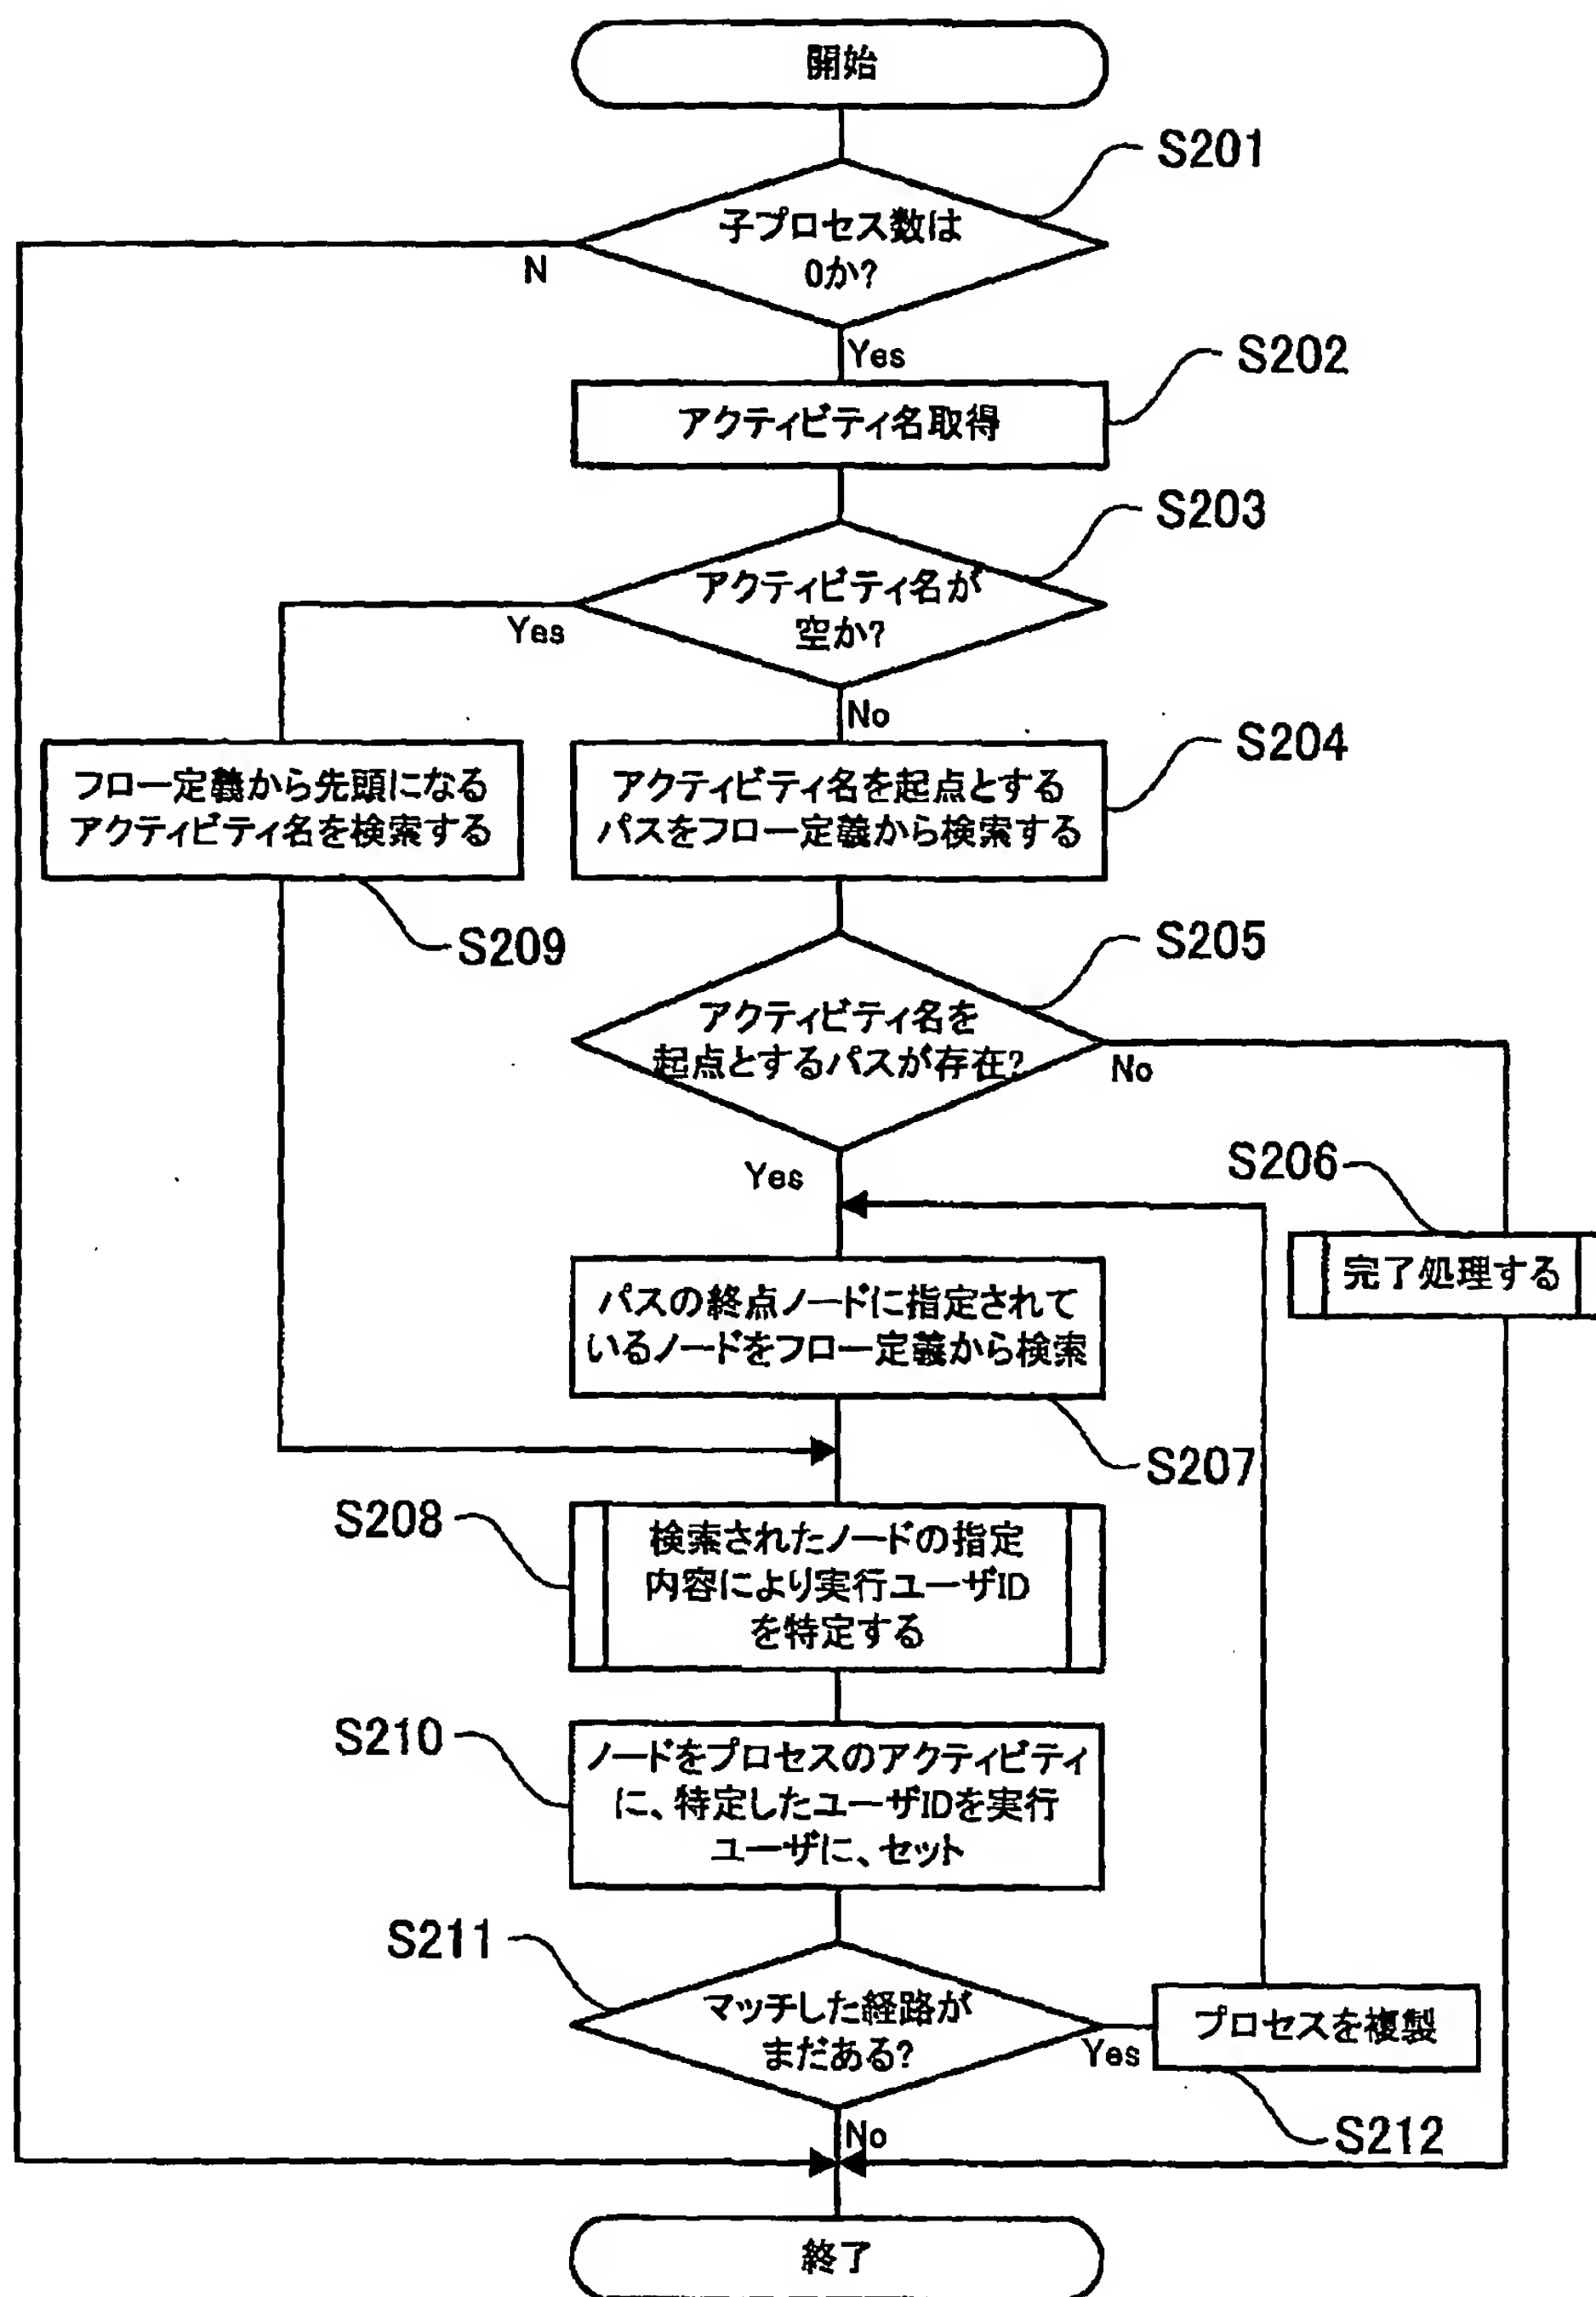 開始
S201
子プロセス数は
0か?
N
Yes
S202
アクティビティ名取得
S203
アクティビティ名が
空か?
Yes
No
S204
フロー定義から先頭になる
アクティビティ名を検索する
アクティビティ名を起点とする
パスをフロー定義から検索する
S209
S205
アクティビティ名を
起点とするパスが存在?
No
Yes
S206
完了処理する
パスの終点ノードに指定されて
いるノードをフロー定義から検索
S207
S208
検索されたノードの指定
内容により実行ユーザID
を特定する
S210
ノードをプロセスのアクティビティ
に、特定したユーザIDを実行
ユーザに、セット
S211
マッチした経路が
まだある?
Yes
プロセスを複製
No
S212
終了